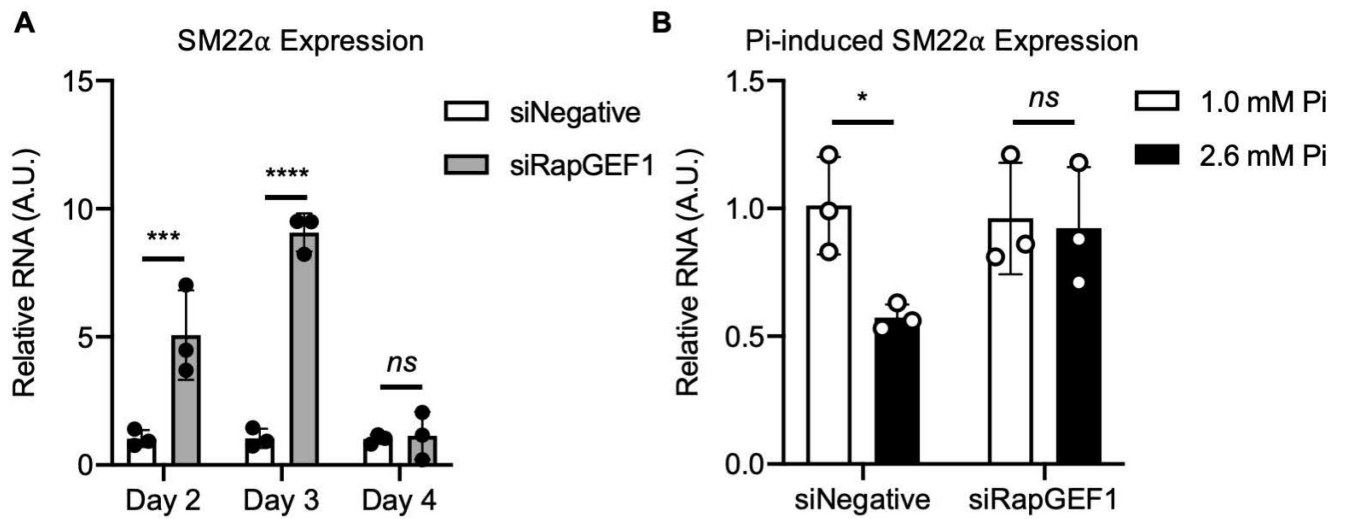 A
SM22α Expression
Relative RNA (A.U.)
15
10
5
0
***
****
ns
Day 2
Day 3
Day 4
siNegative
siRapGEF1
B
Pi-induced SM22α Expression
Relative RNA (A.U.)
1.5
1.0
0.5
0.0
*
ns
siNegative
siRapGEF1
1.0 mM Pi
2.6 mM Pi